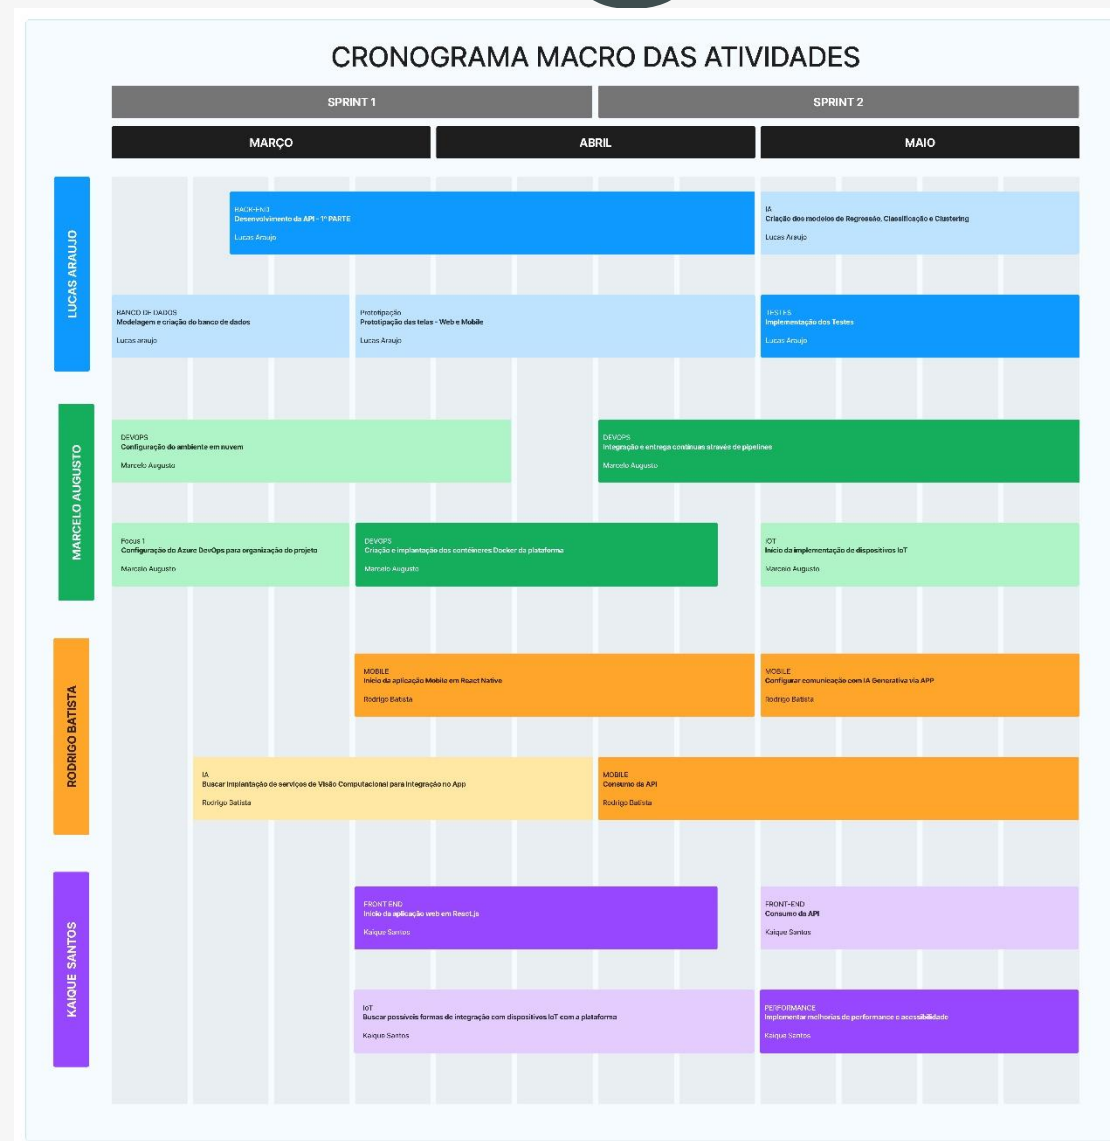 CRONOGRAMA MACRO DAS ATIVIDADES
SPRINT 1
SPRINT 2
MARÇO
ABRIL
MAIO
LUCAS ARAUJO
BACK-END
Desenvolvimento da API - 1ª PARTE
Lucas Araujo
IA
Criação dos modelos de Regressão, Classificação e Clustering
Lucas Araujo
BANCO DE DADOS
Modelagem e criação do banco de dados
Lucas araujo
Prototipação
Prototipação das telas - Web e Mobile
Lucas Araujo
TESTES
Implementação dos Testes
Lucas Araujo
MARCELO AUGUSTO
DEVOPS
Configuração do ambiente em nuvem
Marcelo Augusto
DEVOPS
Integração e entrega contínuas através de pipelines
Marcelo Augusto
Focus 1
Configuração do Azure DevOps para organização do projeto
Marcelo Augusto
DEVOPS
Criação e implantação dos contêineres Docker da plataforma
Marcelo Augusto
IOT
Início da implementação de dispositivos IoT
Marcelo Augusto
RODRIGO BATISTA
MOBILE
Início da aplicação Mobile em React Native
Rodrigo Batista
MOBILE
Configurar comunicação com IA Generativa via APP
Rodrigo Batista
IA
Buscar implantação de serviços de Visão Computacional para integração no App
Rodrigo Batista
MOBILE
Consumo da API
Rodrigo Batista
KAIQUE SANTOS
FRONT END
Início da aplicação web em React.js
Kaique Santos
FRONT-END
Consumo da API
Kaique Santos
IoT
Buscar possíveis formas de integração com dispositivos IoT com a plataforma
Kaique Santos
PERFORMANCE
Implementar melhorias de performance e acessibilidade
Kaique Santos